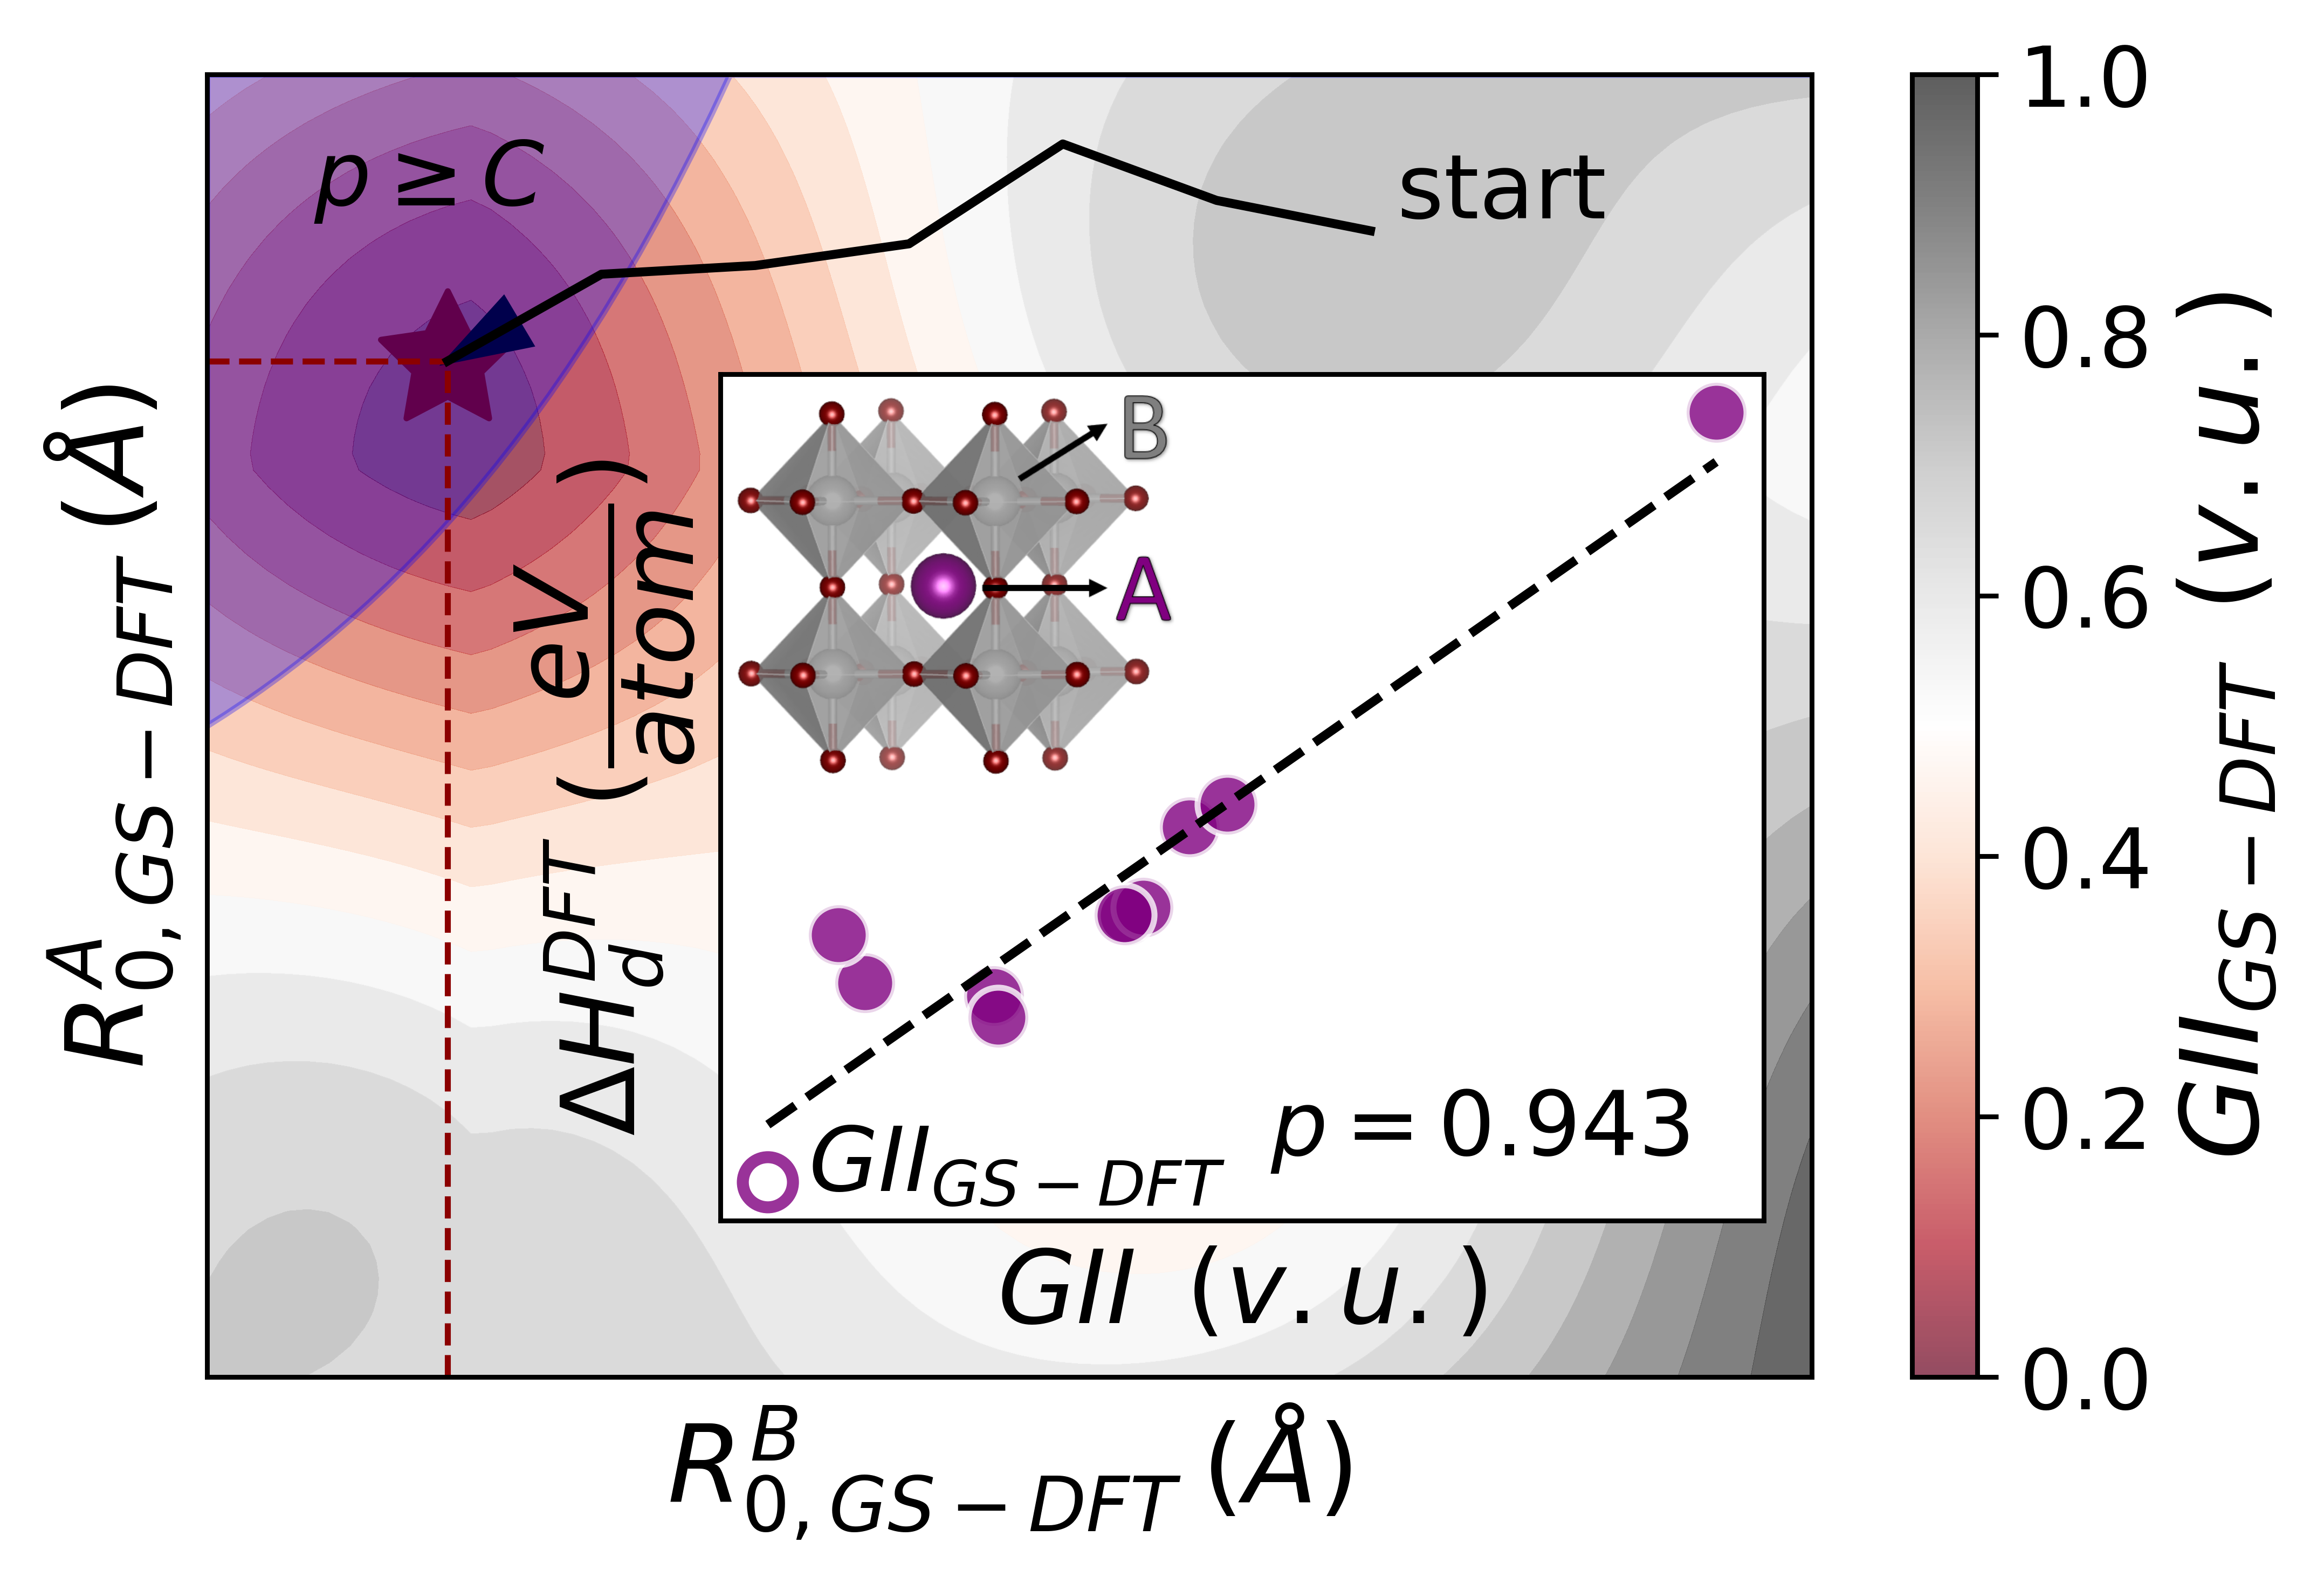 p ≥ C
start
R^A_{0,GS−DFT} (Å)
ΔH_d^{DFT} (eV/atom)
B
A
p = 0.943
GII_{GS−DFT}
GII (v.u.)
R^B_{0,GS−DFT} (Å)
1.0
0.8
0.6
0.4
0.2
0.0
GII_{GS−DFT} (v.u.)